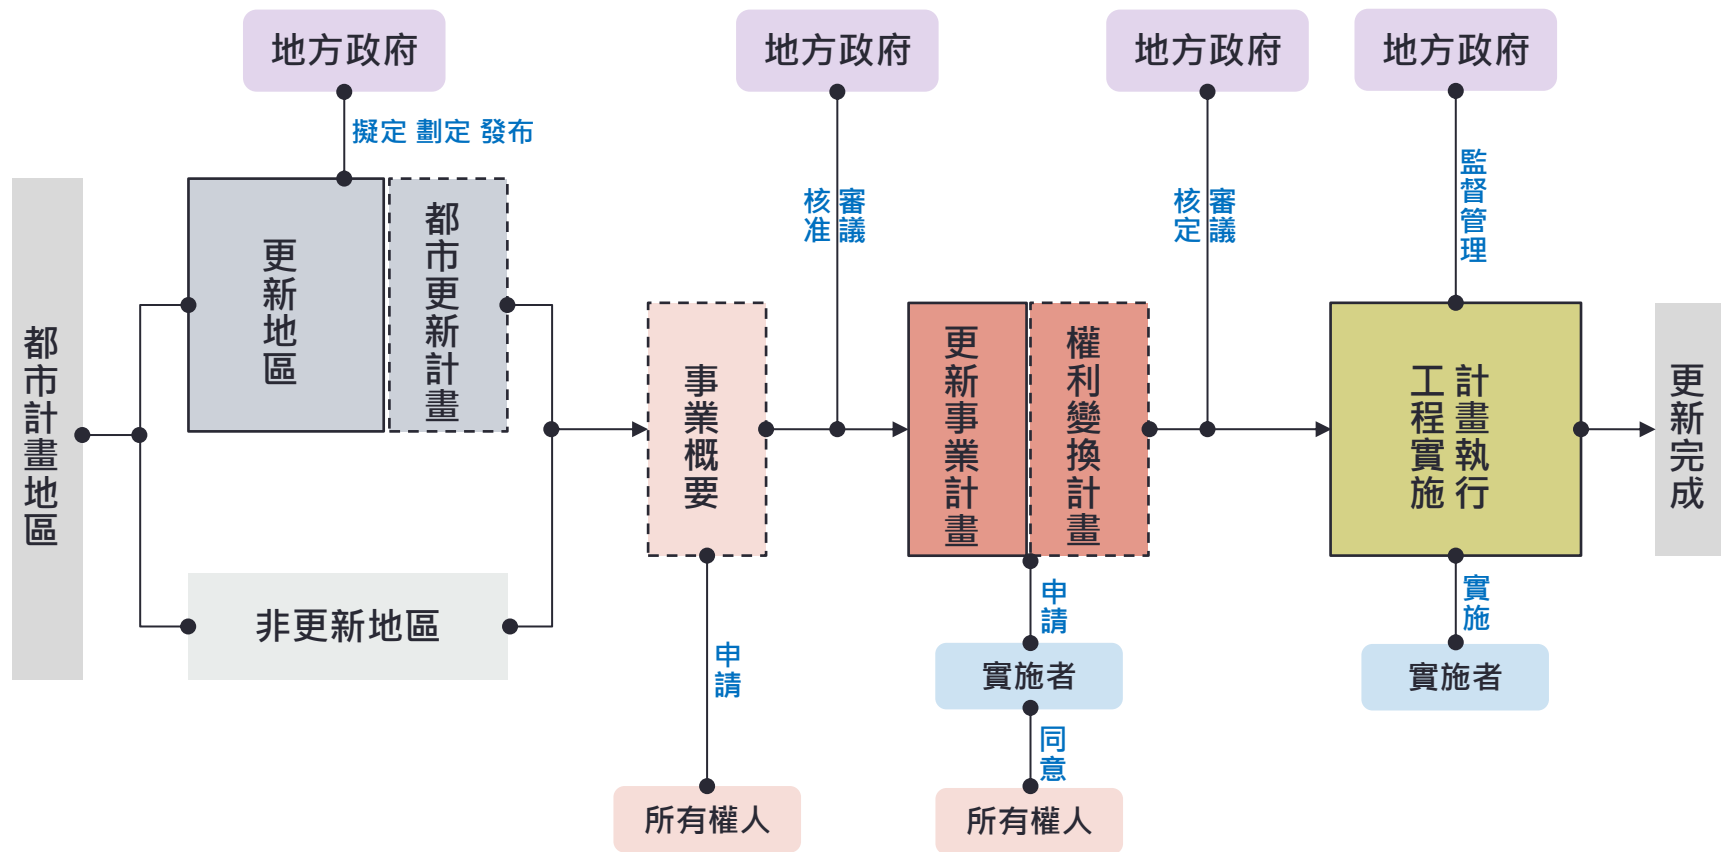 地方政府
地方政府
地方政府
地方政府
擬定 劃定 發布
審議
核准
審議
核定
監督管理
都市計畫地區
更新地區
都市更新計畫
非更新地區
事業概要
更新事業計畫
權利變換計畫
計畫執行
工程實施
更新完成
申請
申請
實施
實施者
實施者
同意
所有權人
所有權人